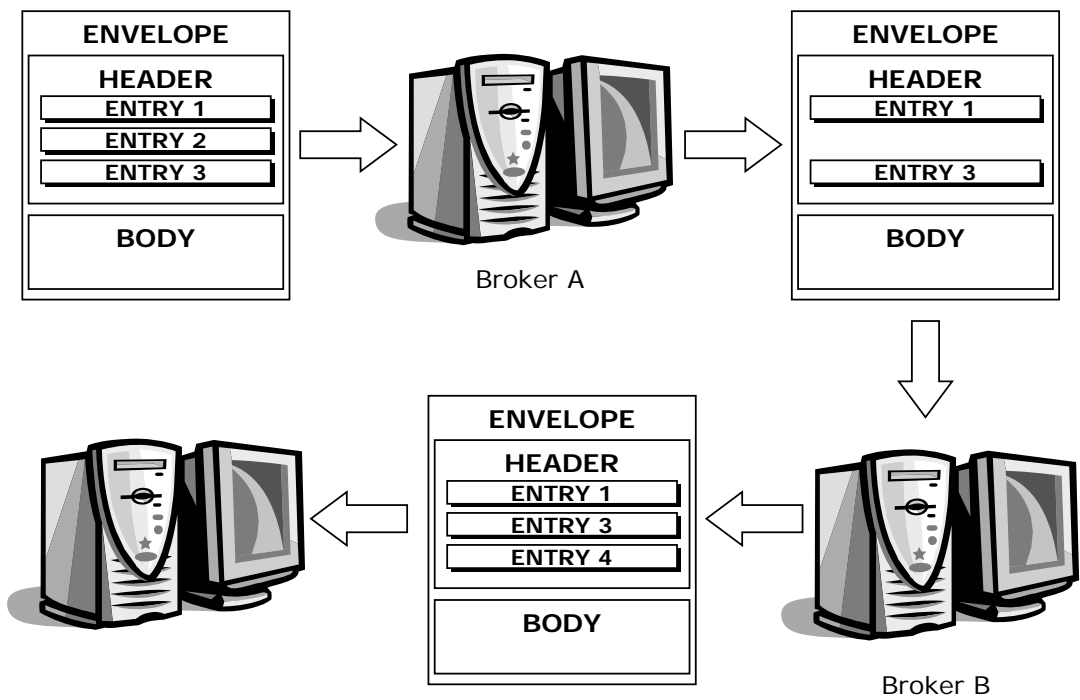 ENVELOPE
HEADER
ENTRY 1
ENTRY 2
ENTRY 3
BODY
Broker A
ENVELOPE
HEADER
ENTRY 1
ENTRY 3
BODY
Broker B
ENVELOPE
HEADER
ENTRY 1
ENTRY 3
ENTRY 4
BODY